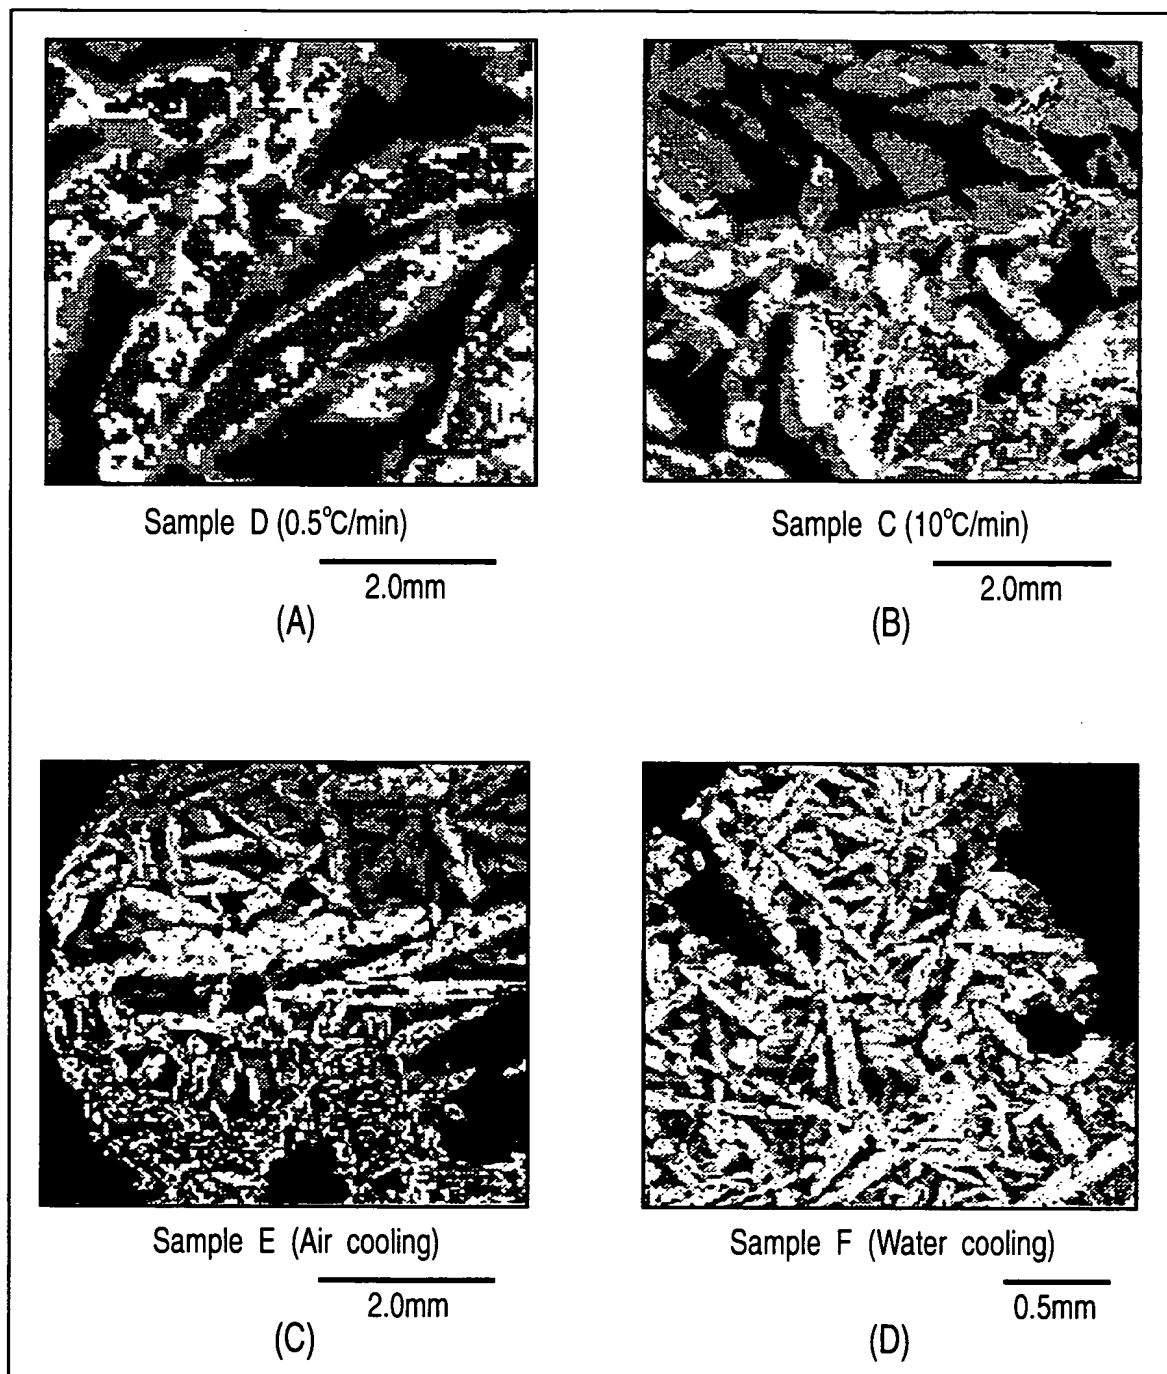 Sample D (0.5°C/min)
2.0mm
(A)
Sample C (10°C/min)
2.0mm
(B)
Sample E (Air cooling)
2.0mm
(C)
Sample F (Water cooling)
0.5mm
(D)